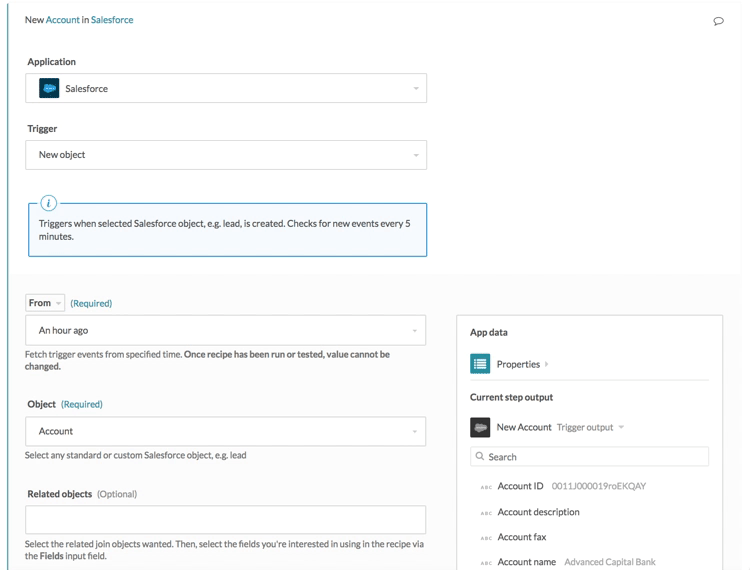 New Account in Salesforce
Application
Salesforce
Trigger
New object
i
Triggers when selected Salesforce object, e.g. lead, is created. Checks for new events every 5
minutes.
From (Required)
An hour ago
Fetch trigger events from specified time. Once recipe has been run or tested, value cannot be
changed.
Object (Required)
Account
Select any standard or custom Salesforce object, e.g. lead
Related objects (Optional)
Select the related join objects wanted. Then, select the fields you're interested in using in the recipe via
the Fields input field.
App data
Properties
Current step output
New Account Trigger output
Search
ABC Account ID 0011J000019roEKQAY
ABC Account description
ABC Account fax
ABC Account name Advanced Capital Bank